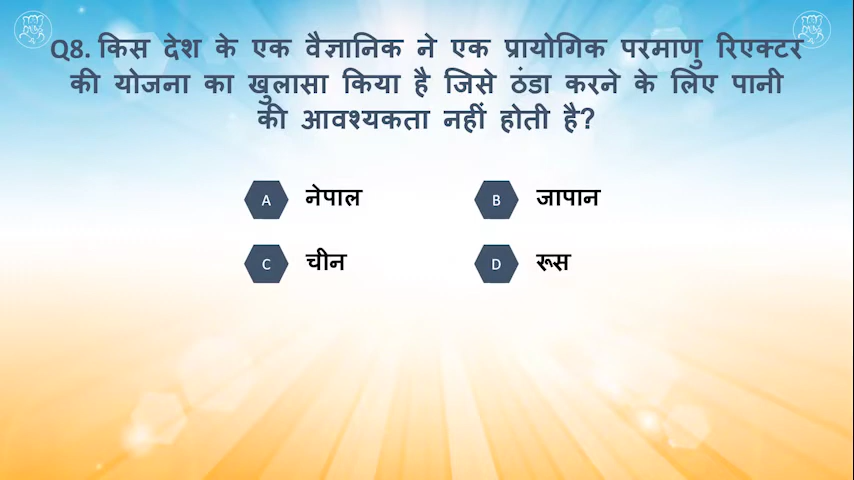 Q8. किस देश के एक वैज्ञानिक ने एक प्रायोगिक परमाणु रिएक्टर
की योजना का खुलासा किया है जिसे ठंडा करने के लिए पानी
की आवश्यकता नहीं होती है?
A नेपाल
B जापान
C चीन
D रूस